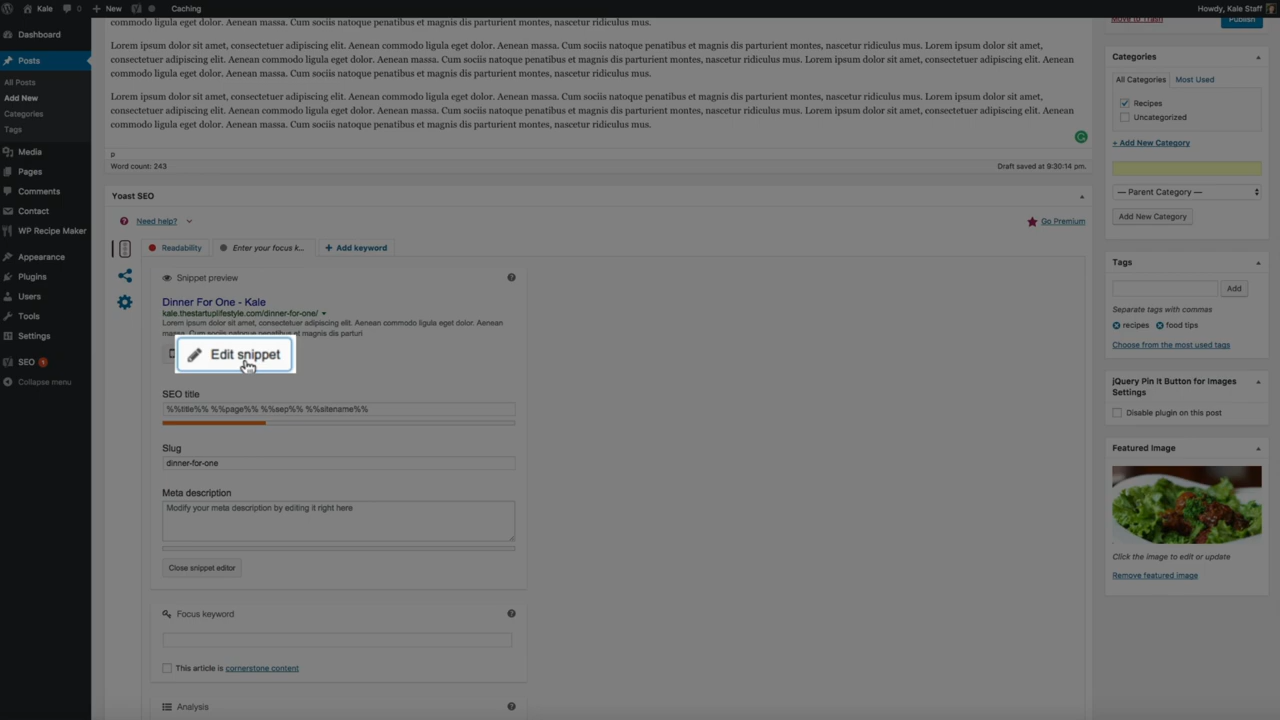 Kale 0 New Caching Howdy, Kale Staff
Dashboard
Posts
All Posts
Add New
Categories
Tags
Media
Pages
Comments
Contact
WP Recipe Maker
Appearance
Plugins
Users
Tools
Settings
SEO 1
Collapse menu
commodo ligula eget dolor. Aenean massa. Cum sociis natoque penatibus et magnis dis parturient montes, nascetur ridiculus mus.
Lorem ipsum dolor sit amet, consectetuer adipiscing elit. Aenean commodo ligula eget dolor. Aenean massa. Cum sociis natoque penatibus et magnis dis parturient montes, nascetur ridiculus mus. Lorem ipsum dolor sit amet,
consectetuer adipiscing elit. Aenean commodo ligula eget dolor. Aenean massa. Cum sociis natoque penatibus et magnis dis parturient montes, nascetur ridiculus mus. Lorem ipsum dolor sit amet, consectetuer adipiscing elit. Aenean
commodo ligula eget dolor. Aenean massa. Cum sociis natoque penatibus et magnis dis parturient montes, nascetur ridiculus mus.
Lorem ipsum dolor sit amet, consectetuer adipiscing elit. Aenean commodo ligula eget dolor. Aenean massa. Cum sociis natoque penatibus et magnis dis parturient montes, nascetur ridiculus mus. Lorem ipsum dolor sit amet,
consectetuer adipiscing elit. Aenean commodo ligula eget dolor. Aenean massa. Cum sociis natoque penatibus et magnis dis parturient montes, nascetur ridiculus mus. Lorem ipsum dolor sit amet, consectetuer adipiscing elit. Aenean
commodo ligula eget dolor. Aenean massa. Cum sociis natoque penatibus et magnis dis parturient montes, nascetur ridiculus mus.
p
Word count: 243 Draft saved at 9:30:14 pm.
Yoast SEO
Need help? Go Premium
Readability Enter your focus k... Add keyword
Snippet preview
Dinner For One - Kale
kale.thestartuplifestyle.com/dinner-for-one/
Lorem ipsum dolor sit amet, consectetuer adipiscing elit. Aenean commodo ligula eget dolor. Aenean
massa. Cum sociis natoque penatibus et magnis dis parturi
Edit snippet
SEO title
%%title%% %%page%% %%sep%% %%sitename%%
Slug
dinner-for-one
Meta description
Modify your meta description by editing it right here
Close snippet editor
Focus keyword
This article is cornerstone content
Analysis
Move to Trash Publish
Categories
All Categories Most Used
Recipes
Uncategorized
+ Add New Category
— Parent Category —
Add New Category
Tags
Add
Separate tags with commas
recipes food tips
Choose from the most used tags
jQuery Pin It Button for Images
Settings
Disable plugin on this post
Featured Image
Click the image to edit or update
Remove featured image